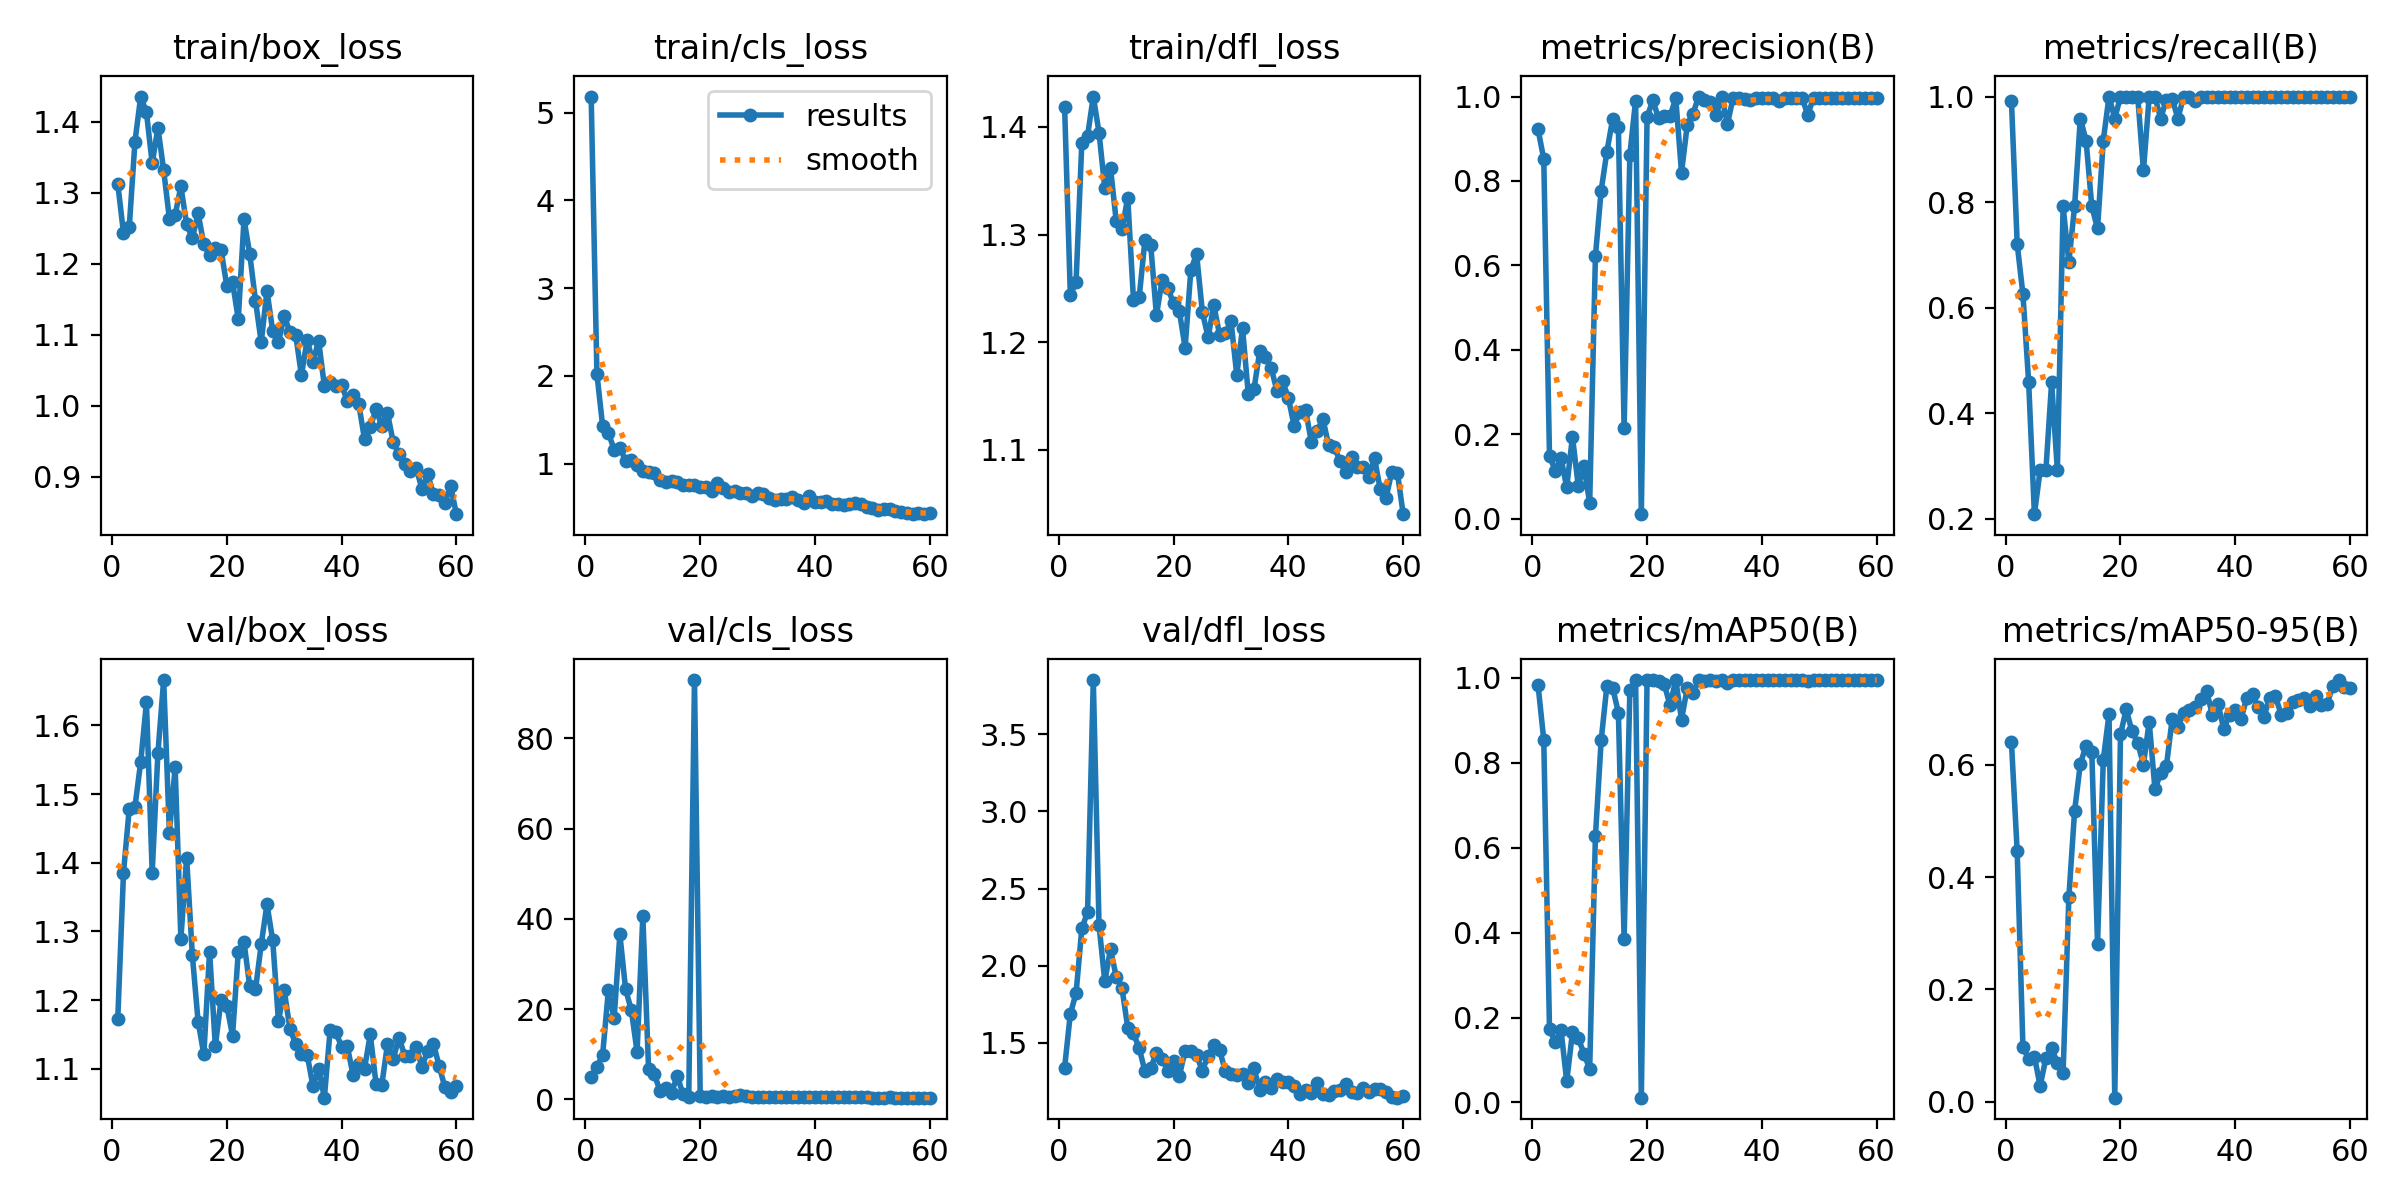 train/box_loss
1.4
1.3
1.2
1.1
1.0
0.9
0 20 40 60
train/cls_loss
results
smooth
5
4
3
2
1
0 20 40 60
train/dfl_loss
1.4
1.3
1.2
1.1
0 20 40 60
metrics/precision(B)
1.0
0.8
0.6
0.4
0.2
0.0
0 20 40 60
metrics/recall(B)
1.0
0.8
0.6
0.4
0.2
0 20 40 60
val/box_loss
1.6
1.5
1.4
1.3
1.2
1.1
0 20 40 60
val/cls_loss
80
60
40
20
0
0 20 40 60
val/dfl_loss
3.5
3.0
2.5
2.0
1.5
0 20 40 60
metrics/mAP50(B)
1.0
0.8
0.6
0.4
0.2
0.0
0 20 40 60
metrics/mAP50-95(B)
0.6
0.4
0.2
0.0
0 20 40 60